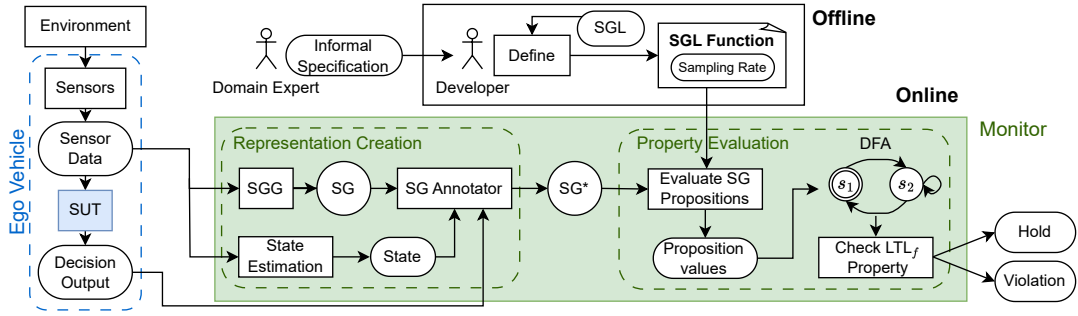 Environment
Ego Vehicle
Sensors
Sensor
Data
SUT
Decision
Output
Domain Expert
Informal
Specification
Offline
Developer
Define
SGL
SGL Function
Sampling Rate
Online
Monitor
Representation Creation
SGG
SG
SG Annotator
State
Estimation
State
SG*
Property Evaluation
Evaluate SG
Propositions
Proposition
values
DFA
s₁
s₂
Check LTL𝑓
Property
Hold
Violation